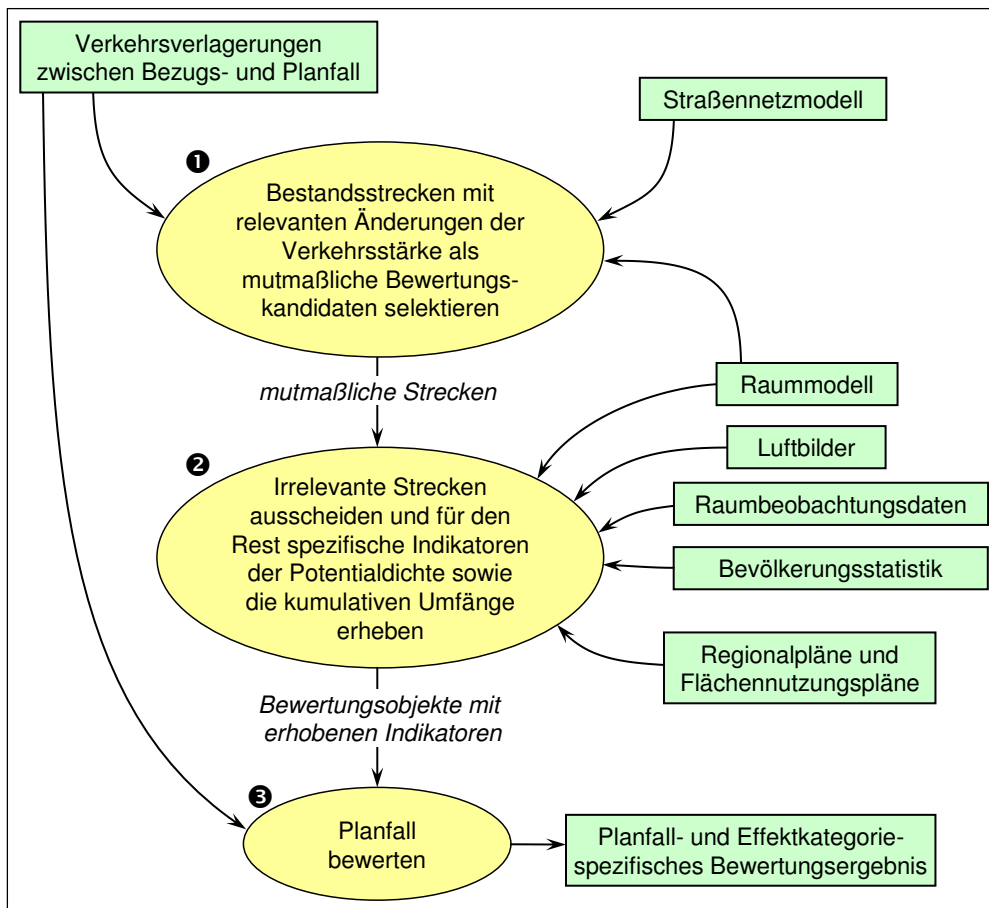 Verkehrsverlagerungen
zwischen Bezugs- und Planfall
Straßennetzmodell
❶
Bestandsstrecken mit
relevanten Änderungen der
Verkehrsstärke als
mutmaßliche Bewertungs-
kandidaten selektieren
mutmaßliche Strecken
Raummodell
Luftbilder
❷
Irrelevante Strecken
ausscheiden und für den
Rest spezifische Indikatoren
der Potentialdichte sowie
die kumulativen Umfänge
erheben
Raumbeobachtungsdaten
Bevölkerungsstatistik
Regionalpläne und
Flächennutzungspläne
Bewertungsobjekte mit
erhobenen Indikatoren
❸
Planfall
bewerten
Planfall- und Effektkategorie-
spezifisches Bewertungsergebnis